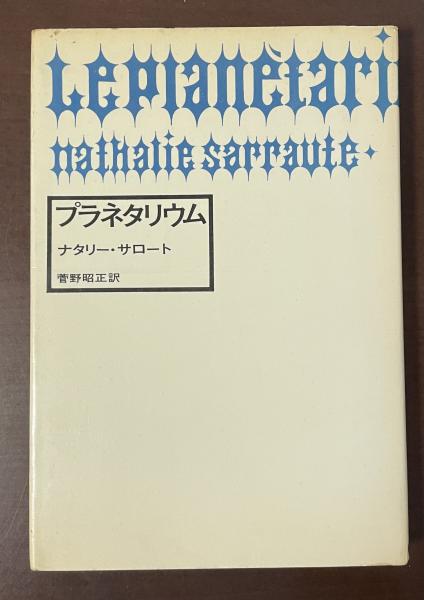 Le planètari
nathalie sarraute.
プラネタリウム
ナタリー・サロート
菅野昭正訳